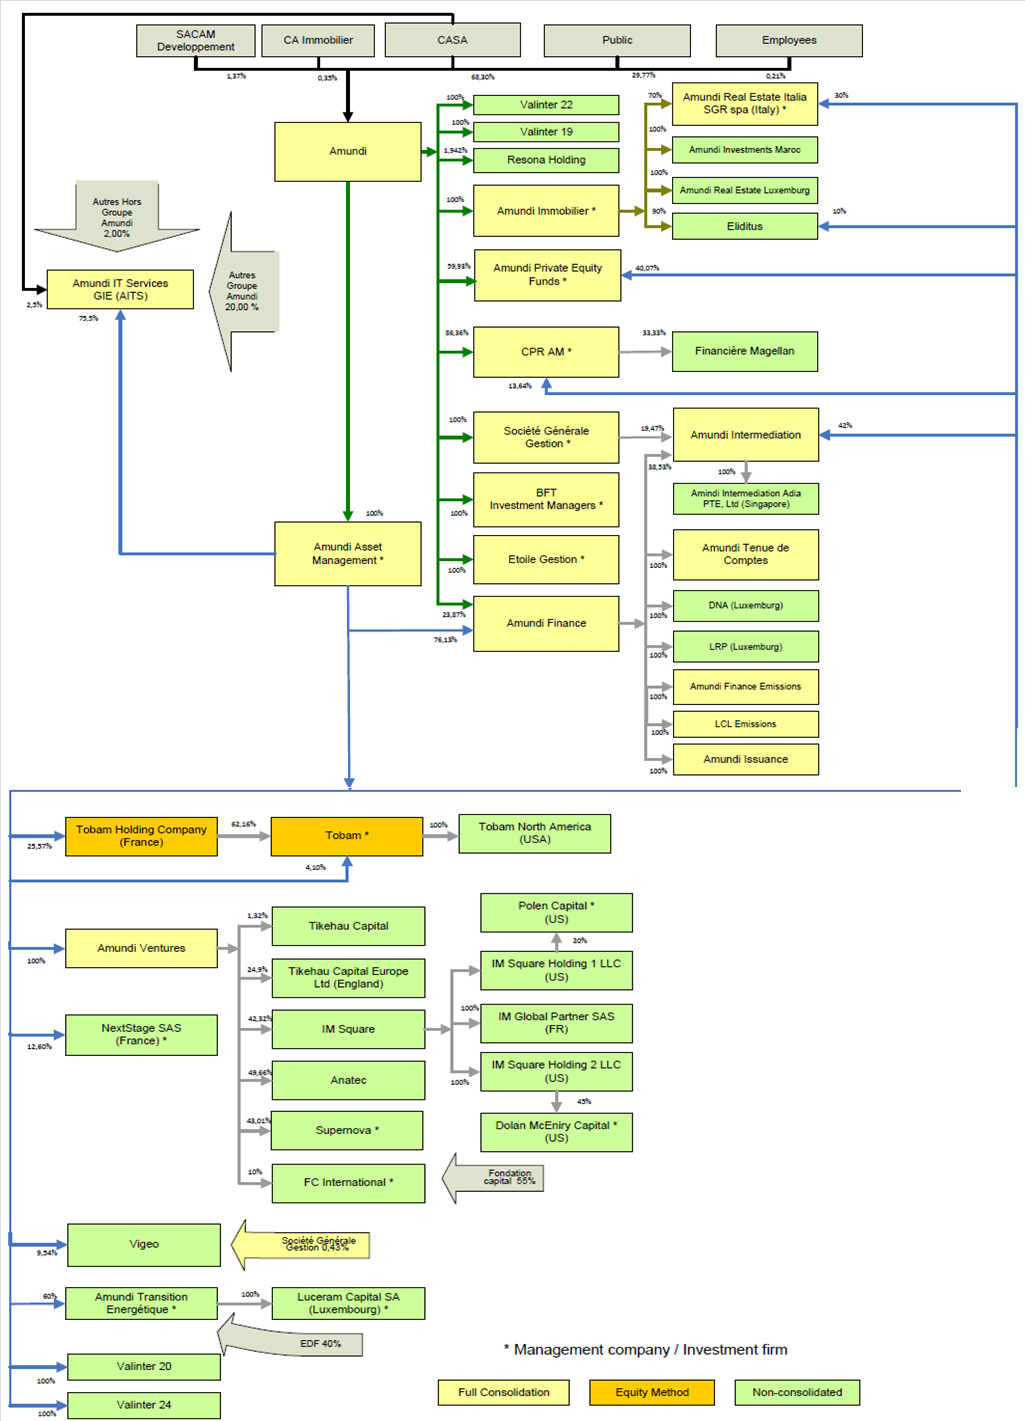 SACAM
Developpement
CA Immobilier
CASA
Public
Employees
1,37%
0,35%
68,30%
29,77%
0,21%
Amundi
100%
Valinter 22
100%
Valinter 19
1,942%
Resona Holding
100%
Amundi Immobilier *
70%
Amundi Real Estate Italia
SGR spa (Italy) *
30%
100%
Amundi Investments Maroc
100%
Amundi Real Estate Luxemburg
90%
Eliditus
10%
Autres Hors
Groupe
Amundi
2,00%
Autres
Groupe
Amundi
20,00 %
Amundi IT Services
GIE (AITS)
2,5%
75,5%
59,93%
Amundi Private Equity
Funds *
40,07%
86,36%
CPR AM *
13,64%
33,33%
Financière Magellan
100%
Société Générale
Gestion *
19,47%
Amundi Intermediation
42%
38,53%
100%
Amindi Intermediation Adia
PTE, Ltd (Singapore)
BFT
Investment Managers *
100%
100%
Amundi Asset
Management *
Etoile Gestion *
100%
23,87%
Amundi Finance
76,13%
Amundi Tenue de
Comptes
100%
DNA (Luxemburg)
100%
LRP (Luxemburg)
100%
Amundi Finance Emissions
100%
LCL Emissions
100%
Amundi Issuance
100%
Tobam Holding Company
(France)
25,57%
62,16%
Tobam *
4,10%
100%
Tobam North America
(USA)
Amundi Ventures
100%
1,32%
Tikehau Capital
24,9%
Tikehau Capital Europe
Ltd (England)
42,32%
IM Square
49,66%
Anatec
43,01%
Supernova *
10%
FC International *
Fondation
capital 55%
Polen Capital *
(US)
20%
IM Square Holding 1 LLC
(US)
100%
IM Global Partner SAS
(FR)
IM Square Holding 2 LLC
(US)
100%
45%
Dolan McEniry Capital *
(US)
NextStage SAS
(France) *
12,60%
Vigeo
9,54%
Société Générale
Gestion 0,43%
60%
Amundi Transition
Energétique *
100%
Luceram Capital SA
(Luxembourg) *
EDF 40%
Valinter 20
100%
Valinter 24
100%
* Management company / Investment firm
Full Consolidation
Equity Method
Non-consolidated